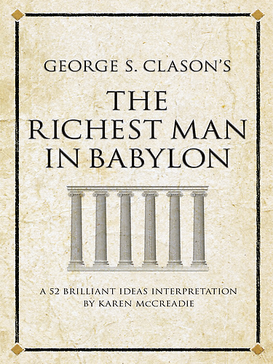 GEORGE S. CLASON'S
THE
RICHEST MAN
IN BABYLON
A 52 BRILLIANT IDEAS INTERPRETATION
BY KAREN MCCREADIE